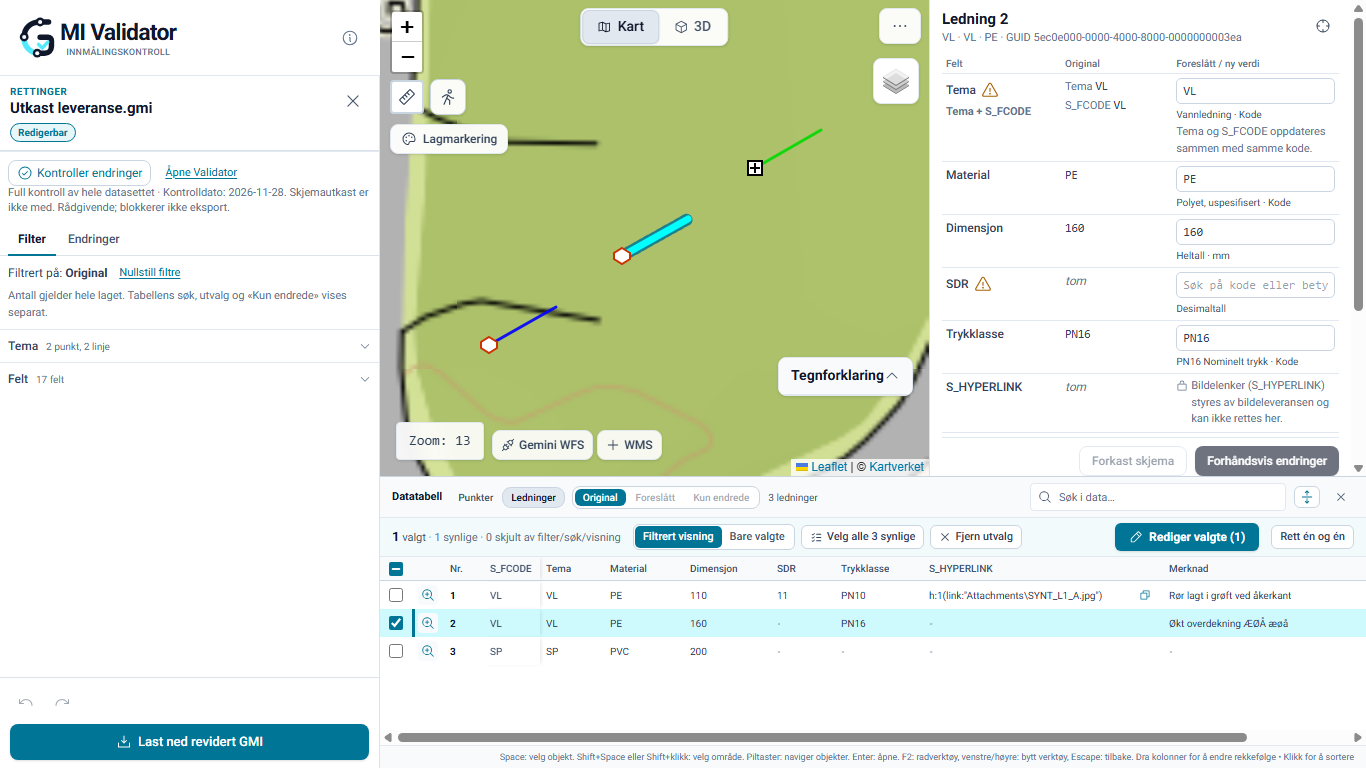 MI Validator
INNMÅLINGSKONTROLL
RETTINGER
Utkast leveranse.gmi
Redigerbar
Kontroller endringer
Åpne Validator
Full kontroll av hele datasettet · Kontrolldato: 2026-11-28. Skjemautkast er
ikke med. Rådgivende; blokkerer ikke eksport.
Filter
Endringer
Filtrert på: Original
Nullstill filtre
Antall gjelder hele laget. Tabellens søk, utvalg og «Kun endrede» vises
separat.
Tema 2 punkt, 2 linje
Felt 17 felt
Last ned revidert GMI
+
−
Kart
3D
...
Lagmarkering
Tegnforklaring
Zoom: 13
Gemini WFS
+ WMS
Leaflet | © Kartverket
Ledning 2
VL · VL · PE · GUID 5ec0e000-0000-4000-8000-0000000003ea
Felt Original Foreslått / ny verdi
Tema
Tema + S_FCODE
Tema VL
S_FCODE VL
VL
Vannledning · Kode
Tema og S_FCODE oppdateres
sammen med samme kode.
Material PE PE
Polyet, uspesifisert · Kode
Dimensjon 160 160
Heltall · mm
SDR tom Søk på kode eller bety
Desimaltall
Trykklasse PN16 PN16
PN16 Nominelt trykk · Kode
S_HYPERLINK tom
Bildelenker (S_HYPERLINK)
styres av bildeleveransen og
kan ikke rettes her.
Forkast skjema
Forhåndsvis endringer
Datatabell Punkter Ledninger Original Foreslått Kun endrede 3 ledninger
Søk i data…
1 valgt · 1 synlige · 0 skjult av filter/søk/visning
Filtrert visning Bare valgte
Velg alle 3 synlige
Fjern utvalg
Rediger valgte (1)
Rett én og én
Nr. S_FCODE Tema Material Dimensjon SDR Trykklasse S_HYPERLINK Merknad
1 VL VL PE 110 11 PN10 h:1(link:"Attachments\SYNT_L1_A.jpg") Rør lagt i grøft ved åkerkant
2 VL VL PE 160 - PN16 - Økt overdekning ÆØÅ æøå
3 SP SP PVC 200 - - - -
Space: velg objekt. Shift+Space eller Shift+klikk: velg område. Piltaster: naviger objekter. Enter: åpne. F2: radverktøy, venstre/høyre: bytt verktøy, Escape: tilbake. Dra kolonner for å endre rekkefølge • Klikk for å sortere